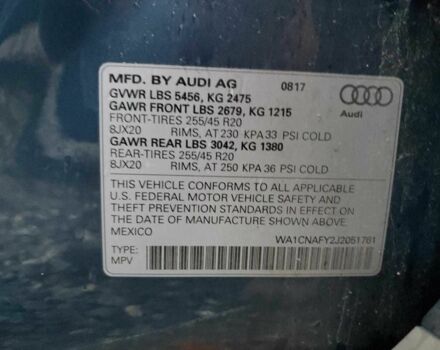 MFD. BY AUDI AG 0817
GVWR LBS 5456, KG 2475
GAWR FRONT LBS 2679, KG 1215
FRONT-TIRES 255/45 R20
8JX20 RIMS, AT 230 KPA 33 PSI COLD
GAWR REAR LBS 3042, KG 1380
REAR-TIRES 255/45 R20
8JX20 RIMS, AT 250 KPA 36 PSI COLD
Audi
THIS VEHICLE CONFORMS TO ALL APPLICABLE
U.S. FEDERAL MOTOR VEHICLE SAFETY AND
THEFT PREVENTION STANDARDS IN EFFECT ON
THE DATE OF MANUFACTURE SHOWN ABOVE.
MEXICO WA1CNAFY2J2051761
TYPE:
MPV